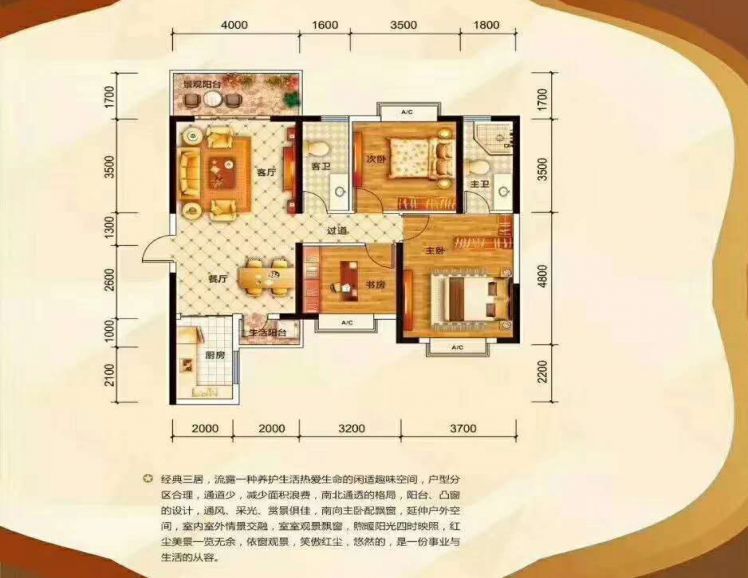 4000 1600 3500 1800
1700 1700
景观阳台
A/C
3500 客厅 客卫 次卧 主卫 3500
1300 过道
主卧
2600 餐厅 书房 4800
A/C
1000 生活阳台
A/C
厨房
2100 2200
2000 2000 3200 3700
经典三居，流露一种养护生活热爱生命的闲适趣味空间，户型分
区合理，通道少，减少面积浪费，南北通透的格局，阳台、凸窗
的设计，通风、采光、赏景俱佳，南向主卧配飘窗，延伸户外空
间，室内室外情景交融，室室观景飘窗，煦暖阳光四时映照，红
尘美景一览无余，依窗观景，笑傲红尘，悠然的，是一份事业与
生活的从容。